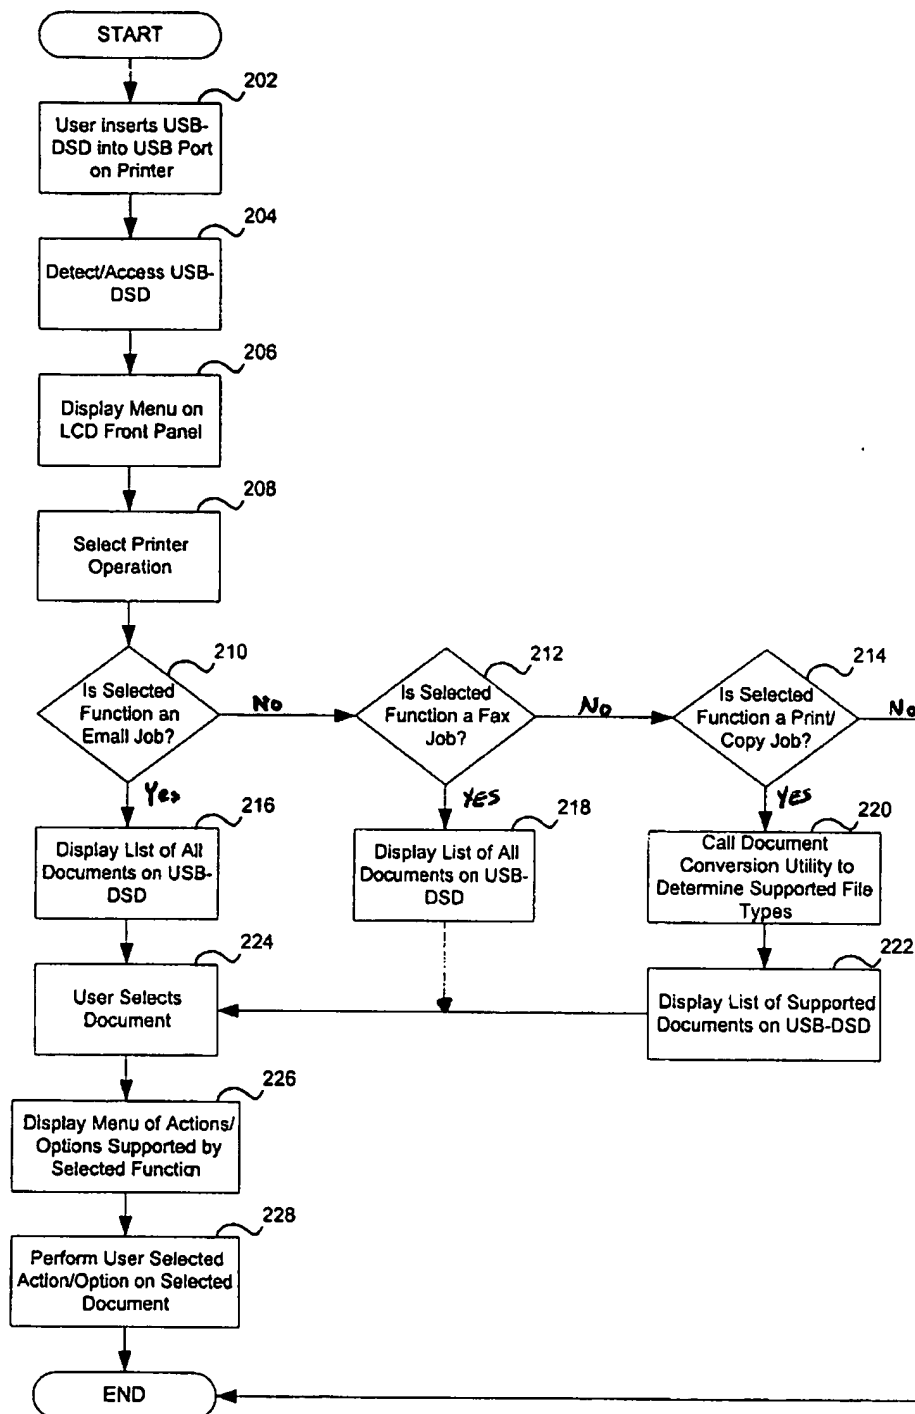 START
202
User inserts USB-
DSD into USB Port
on Printer
204
Detect/Access USB-
DSD
206
Display Menu on
LCD Front Panel
208
Select Printer
Operation
210
Is Selected
Function an
Email Job?
No
212
Is Selected
Function a Fax
Job?
No
214
Is Selected
Function a Print/
Copy Job?
No
Yes
216
Display List of All
Documents on USB-
DSD
YES
218
Display List of All
Documents on USB-
DSD
YES
220
Call Document
Conversion Utility to
Determine Supported File
Types
222
Display List of Supported
Documents on USB-DSD
224
User Selects
Document
226
Display Menu of Actions/
Options Supported by
Selected Function
228
Perform User Selected
Action/Option on Selected
Document
END